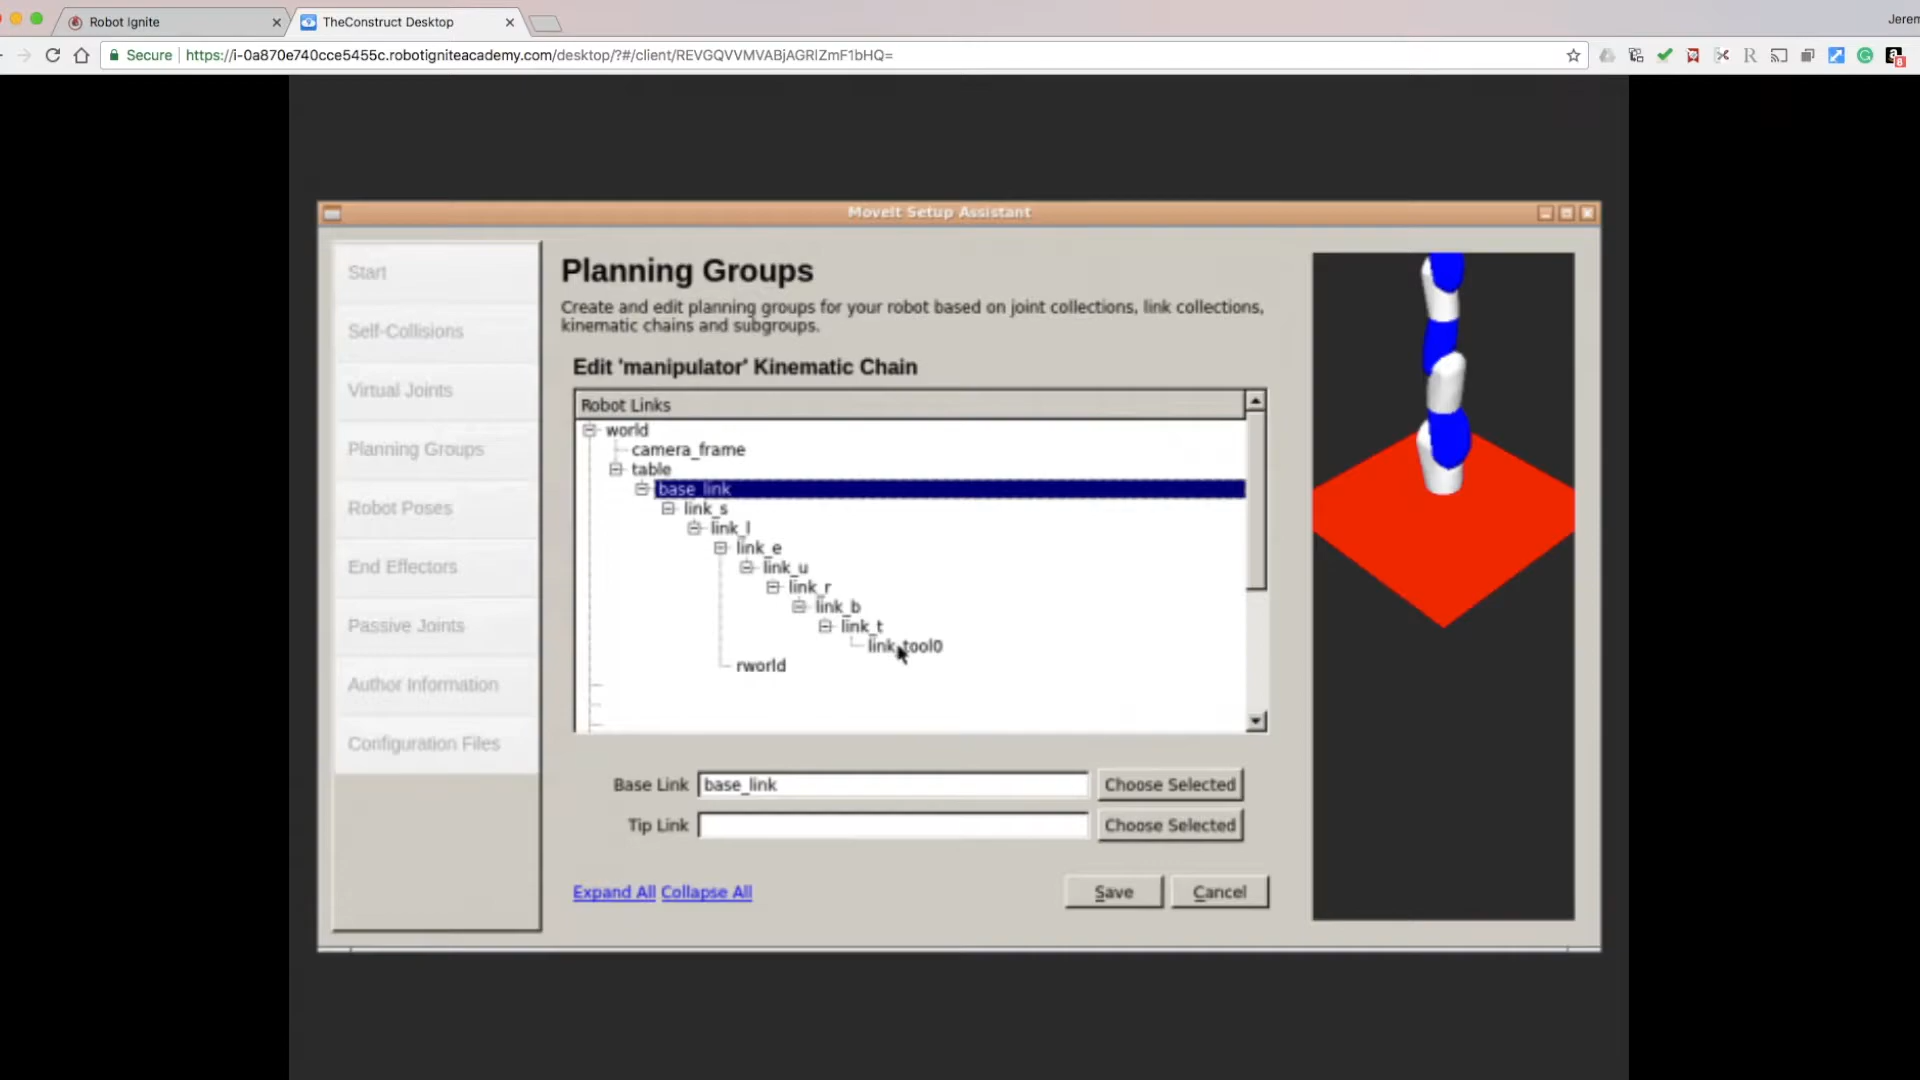 Robot Ignite
TheConstruct Desktop
Jerem
Secure
https://i-0a870e740cce5455c.robotigniteacademy.com/desktop/?#/client/REVGQVVMVABjAGRlZmF1bHQ=
MoveIt Setup Assistant
Start
Self-Collisions
Virtual Joints
Planning Groups
Robot Poses
End Effectors
Passive Joints
Author Information
Configuration Files
Planning Groups
Create and edit planning groups for your robot based on joint collections, link collections,
kinematic chains and subgroups.
Edit 'manipulator' Kinematic Chain
Robot Links
world
camera_frame
table
base_link
link_s
link_l
link_e
link_u
link_r
link_b
link_t
link_tool0
rworld
Base Link
base_link
Choose Selected
Tip Link
Choose Selected
Expand All Collapse All
Save
Cancel